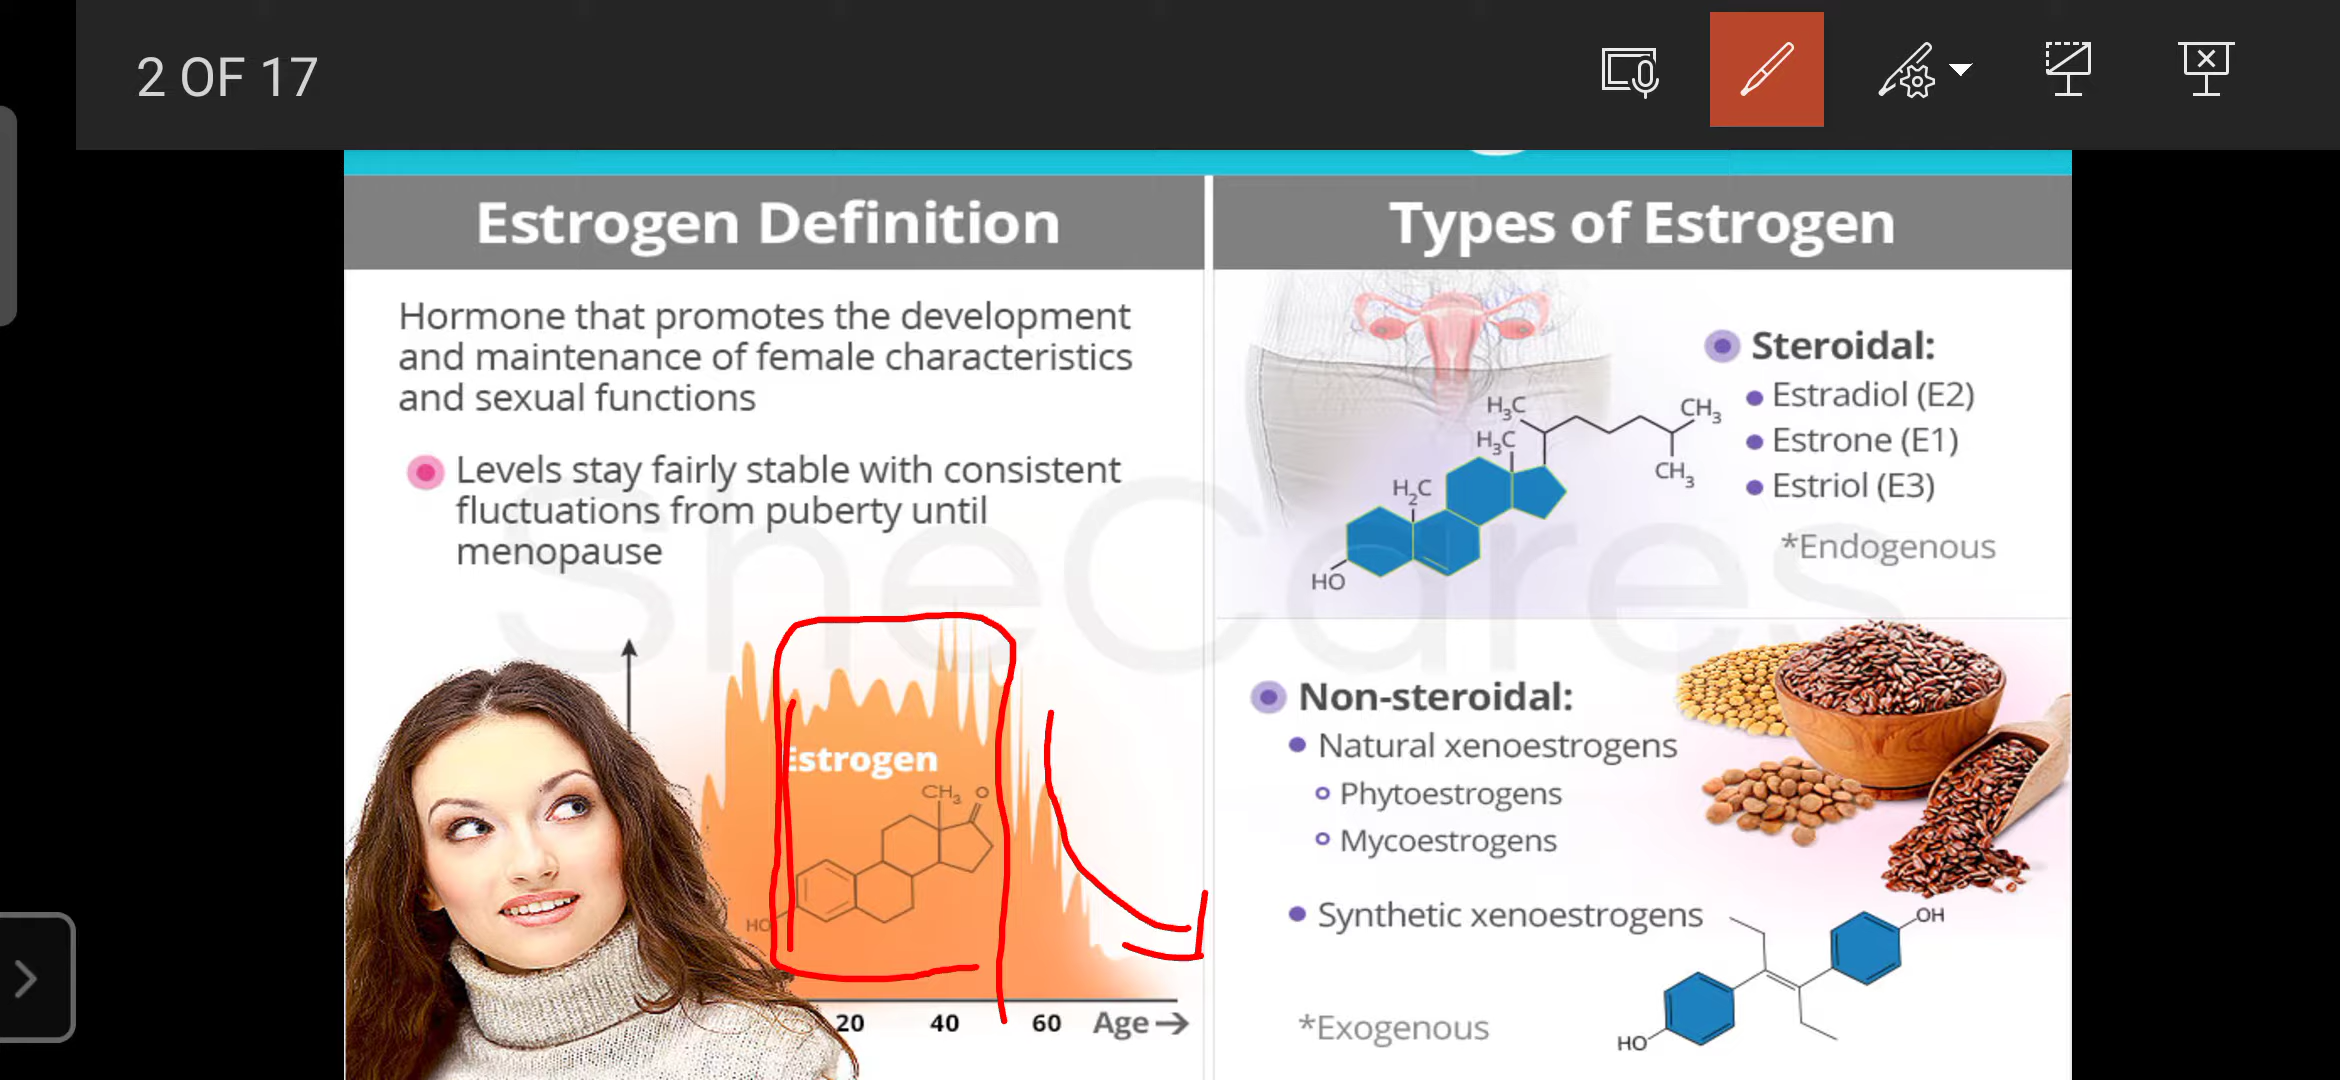 2 OF 17
Estrogen Definition
Hormone that promotes the development
and maintenance of female characteristics
and sexual functions
Levels stay fairly stable with consistent
fluctuations from puberty until
menopause
Estrogen
CH3
O
HO
20
40
60
Age
Types of Estrogen
Steroidal:
Estradiol (E2)
Estrone (E1)
Estriol (E3)
*Endogenous
H3C
H3C
H2C
CH3
CH3
HO
Non-steroidal:
Natural xenoestrogens
Phytoestrogens
Mycoestrogens
Synthetic xenoestrogens
*Exogenous
OH
HO
SheCares